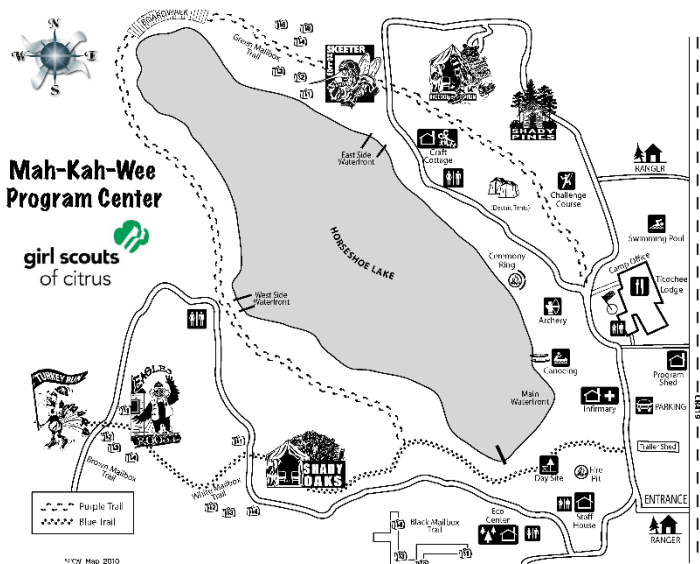 N
W E
S
BOARDWALK
Green Mailbox
Trail
SKEETER
SHADY
PINES
Craft
Cottage
East Side
Waterfront
(Electric Tents)
Challenge
Course
RANGER
Mah-Kah-Wee
Program Center
girl scouts
of citrus
HORSESHOE LAKE
Swimming Pool
Camp Office
Ticochee
Lodge
Ceremony
Ring
Archery
West Side
Waterfront
Canoeing
Program
Shed
Main
Waterfront
Infirmary
PARKING
TURKEY RUN
EAGLES
ROOST
Trailer Shed
Brown Mailbox
Trail
White Mailbox
Trail
SHADY
OAKS
Day Site
Fire
Pit
ENTRANCE
Staff
House
Eco
Center
Black Mailbox
Trail
RANGER
Purple Trail
Blue Trail
MKW Map 2010